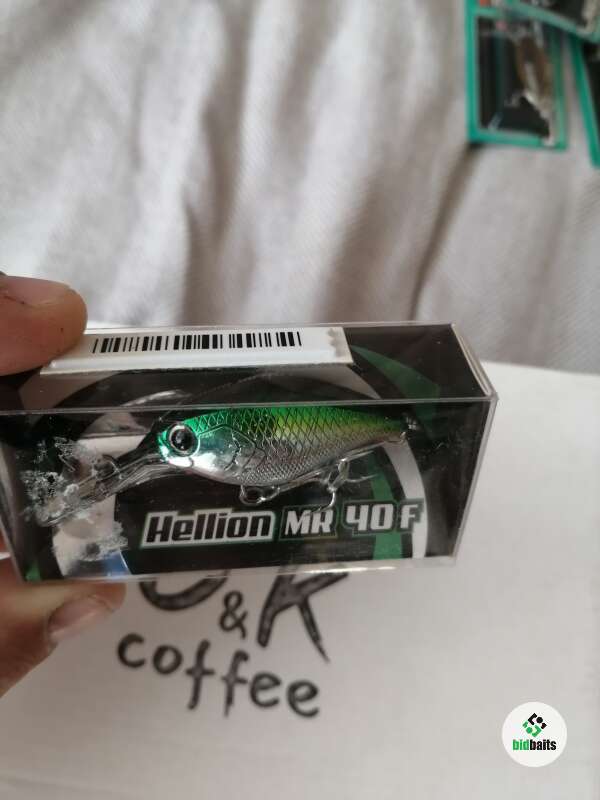 Hellion MR 40 F
&
coffee
bidbaits